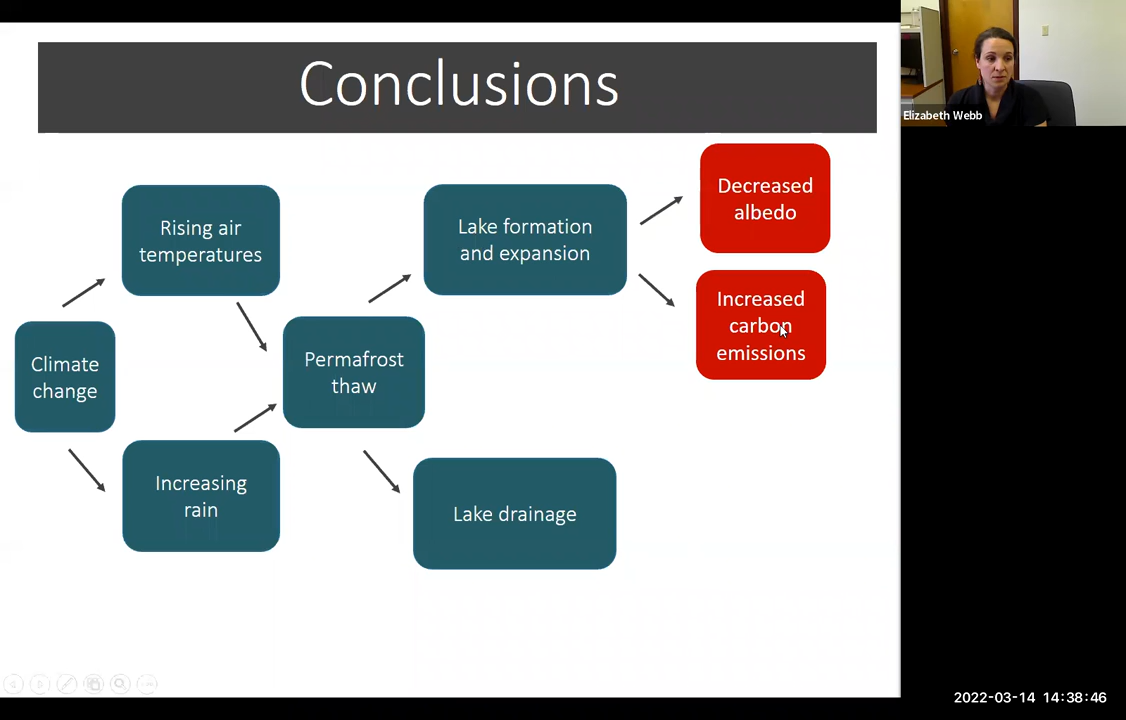 Conclusions
Elizabeth Webb
Decreased
albedo
Rising air
temperatures
Lake formation
and expansion
Increased
carbon
emissions
Climate
change
Permafrost
thaw
Increasing
rain
Lake drainage
2022-03-14 14:38:46